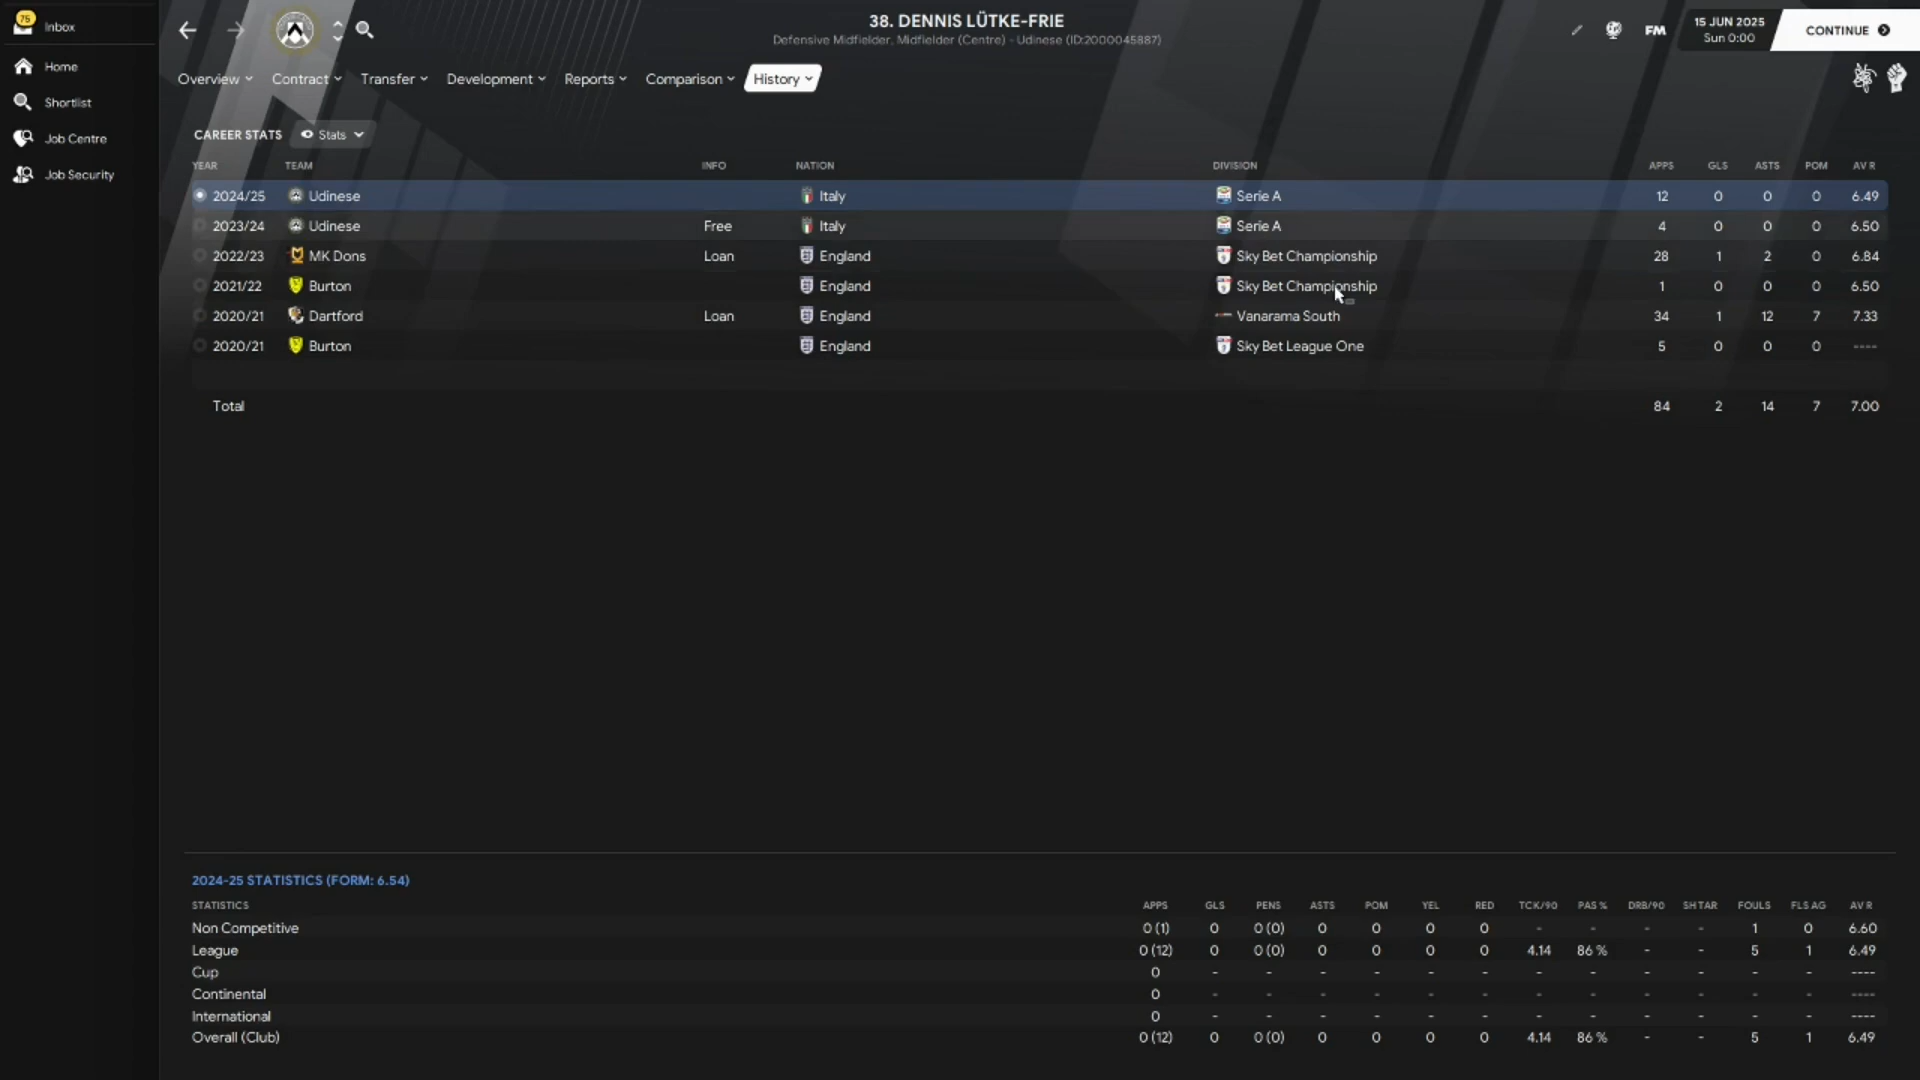 75 Inbox
Home
Shortlist
Job Centre
Job Security
38. DENNIS LÜTKE-FRIE
Defensive Midfielder, Midfielder (Centre) - Udinese (ID:2000045887)
FM
15 JUN 2025
Sun 0:00
CONTINUE
Overview Contract Transfer Development Reports Comparison History
CAREER STATS Stats
YEAR TEAM INFO NATION DIVISION APPS GLS ASTS POM AV R
2024/25 Udinese Italy Serie A 12 0 0 0 6.49
2023/24 Udinese Free Italy Serie A 4 0 0 0 6.50
2022/23 MK Dons Loan England Sky Bet Championship 28 1 2 0 6.84
2021/22 Burton England Sky Bet Championship 1 0 0 0 6.50
2020/21 Dartford Loan England Vanarama South 34 1 12 7 7.33
2020/21 Burton England Sky Bet League One 5 0 0 0 ----
Total 84 2 14 7 7.00
2024-25 STATISTICS (FORM: 6.54)
STATISTICS APPS GLS PENS ASTS POM YEL RED TCK/90 PAS % DRB/90 SH TAR FOULS FLS AG AV R
Non Competitive 0 (1) 0 0 (0) 0 0 0 0 - - - - 1 0 6.60
League 0 (12) 0 0 (0) 0 0 0 0 4.14 86 % - - 5 1 6.49
Cup 0 - - - - - - - - - - - - ----
Continental 0 - - - - - - - - - - - - ----
International 0 - - - - - - - - - - - - ----
Overall (Club) 0 (12) 0 0 (0) 0 0 0 0 4.14 86 % - - 5 1 6.49